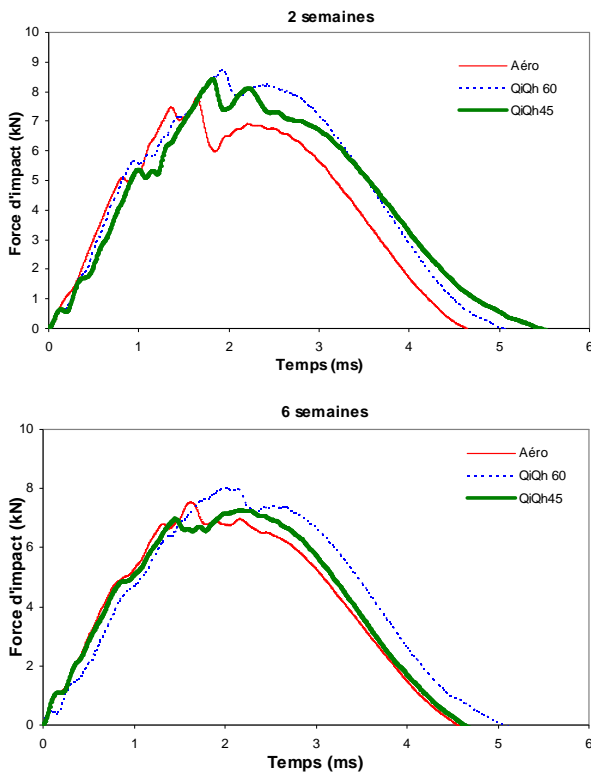 2 semaines
10
9
8
7
6
5
4
3
2
1
0
Force d'impact (kN)
Aéro
QiQh 60
QiQh45
0 1 2 3 4 5 6
Temps (ms)
6 semaines
10
8
6
4
2
0
Force d'impact (kN)
Aéro
QiQh 60
QiQh45
0 1 2 3 4 5 6
Temps (ms)